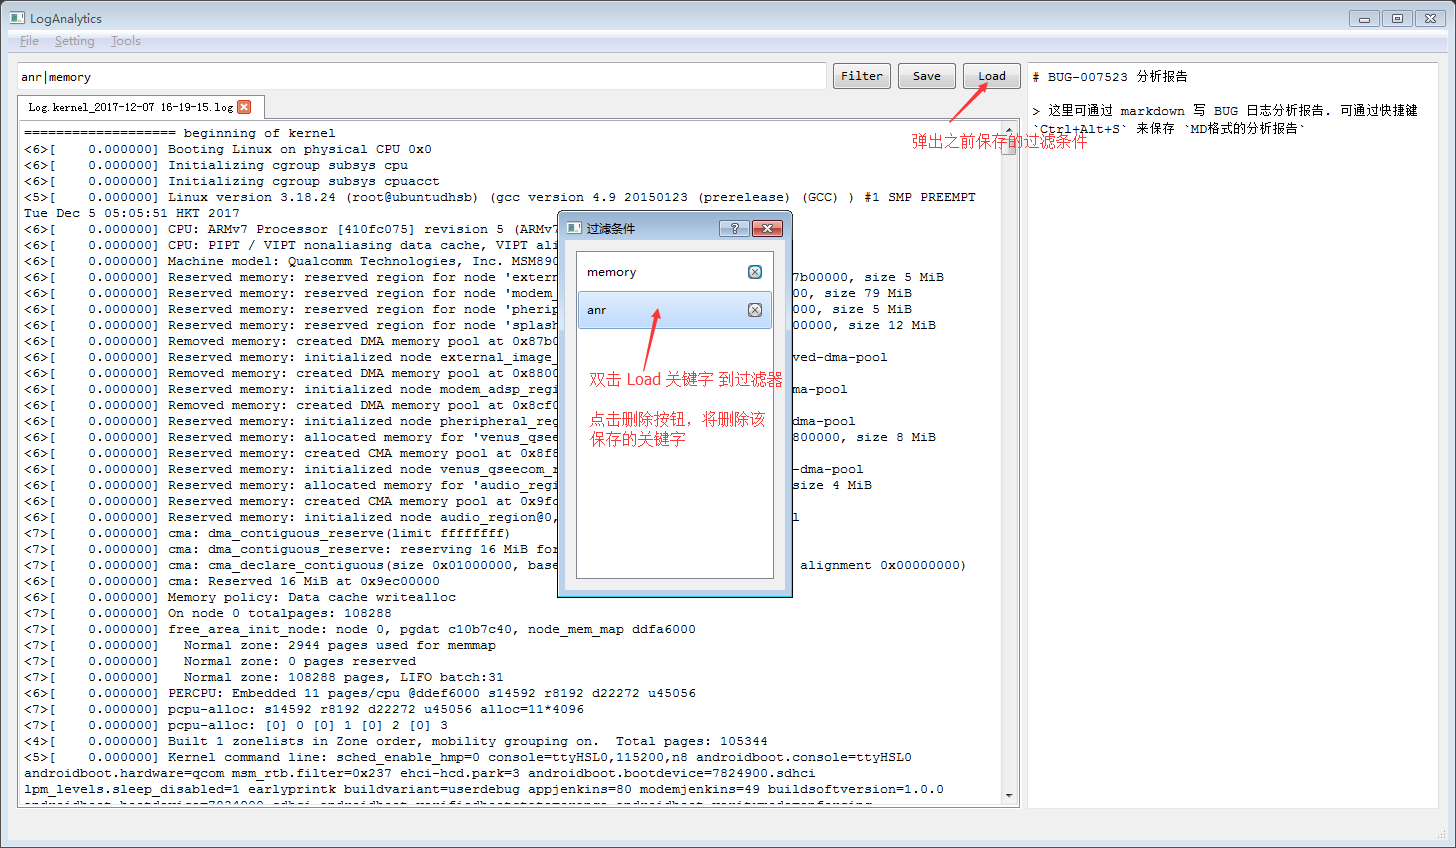 LogAnalytics
File Setting Tools
anr|memory
Filter Save Load
Log.kernel_2017-12-07 16-19-15.log
==================== beginning of kernel
<6>[    0.000000] Booting Linux on physical CPU 0x0
<6>[    0.000000] Initializing cgroup subsys cpu
<6>[    0.000000] Initializing cgroup subsys cpuacct
<5>[    0.000000] Linux version 3.18.24 (root@ubuntudhsb) (gcc version 4.9 20150123 (prerelease) (GCC) ) #1 SMP PREEMPT
Tue Dec 5 05:05:51 HKT 2017
<6>[    0.000000] CPU: ARMv7 Processor [410fc075] revision 5 (ARMv7
<6>[    0.000000] CPU: PIPT / VIPT nonaliasing data cache, VIPT ali
<6>[    0.000000] Machine model: Qualcomm Technologies, Inc. MSM890
<6>[    0.000000] Reserved memory: reserved region for node 'extern 7b00000, size 5 MiB
<6>[    0.000000] Reserved memory: reserved region for node 'modem_ 00, size 79 MiB
<6>[    0.000000] Reserved memory: reserved region for node 'pherip 000, size 5 MiB
<6>[    0.000000] Reserved memory: reserved region for node 'splash 00000, size 12 MiB
<6>[    0.000000] Removed memory: created DMA memory pool at 0x87b0
<6>[    0.000000] Reserved memory: initialized node external_image_ ved-dma-pool
<6>[    0.000000] Removed memory: created DMA memory pool at 0x8800
<6>[    0.000000] Reserved memory: initialized node modem_adsp_regi ma-pool
<6>[    0.000000] Removed memory: created DMA memory pool at 0x8cf0
<6>[    0.000000] Reserved memory: initialized node pheripheral_reg dma-pool
<6>[    0.000000] Reserved memory: allocated memory for 'venus_qsee 800000, size 8 MiB
<6>[    0.000000] Reserved memory: created CMA memory pool at 0x8f8
<6>[    0.000000] Reserved memory: initialized node venus_qseecom_r -dma-pool
<6>[    0.000000] Reserved memory: allocated memory for 'audio_regi size 4 MiB
<6>[    0.000000] Reserved memory: created CMA memory pool at 0x9fc
<6>[    0.000000] Reserved memory: initialized node audio_region@0, l
<7>[    0.000000] cma: dma_contiguous_reserve(limit ffffffff)
<7>[    0.000000] cma: dma_contiguous_reserve: reserving 16 MiB for
<7>[    0.000000] cma: cma_declare_contiguous(size 0x01000000, base alignment 0x00000000)
<6>[    0.000000] cma: Reserved 16 MiB at 0x9ec00000
<6>[    0.000000] Memory policy: Data cache writealloc
<7>[    0.000000] On node 0 totalpages: 108288
<7>[    0.000000] free_area_init_node: node 0, pgdat c10b7c40, node_mem_map ddfa6000
<7>[    0.000000]   Normal zone: 2944 pages used for memmap
<7>[    0.000000]   Normal zone: 0 pages reserved
<7>[    0.000000]   Normal zone: 108288 pages, LIFO batch:31
<6>[    0.000000] PERCPU: Embedded 11 pages/cpu @ddef6000 s14592 r8192 d22272 u45056
<7>[    0.000000] pcpu-alloc: s14592 r8192 d22272 u45056 alloc=11*4096
<7>[    0.000000] pcpu-alloc: [0] 0 [0] 1 [0] 2 [0] 3
<4>[    0.000000] Built 1 zonelists in Zone order, mobility grouping on.  Total pages: 105344
<5>[    0.000000] Kernel command line: sched_enable_hmp=0 console=ttyHSL0,115200,n8 androidboot.console=ttyHSL0
androidboot.hardware=qcom msm_rtb.filter=0x237 ehci-hcd.park=3 androidboot.bootdevice=7824900.sdhci
lpm_levels.sleep_disabled=1 earlyprintk buildvariant=userdebug appjenkins=80 modemjenkins=49 buildsoftversion=1.0.0
过滤条件
memory
anr
双击 Load 关键字 到过滤器
点击删除按钮，将删除该
保存的关键字
弹出之前保存的过滤条件
# BUG-007523 分析报告
> 这里可通过 markdown 写 BUG 日志分析报告. 可通过快捷键
`Ctrl+Alt+S` 来保存 `MD格式的分析报告`